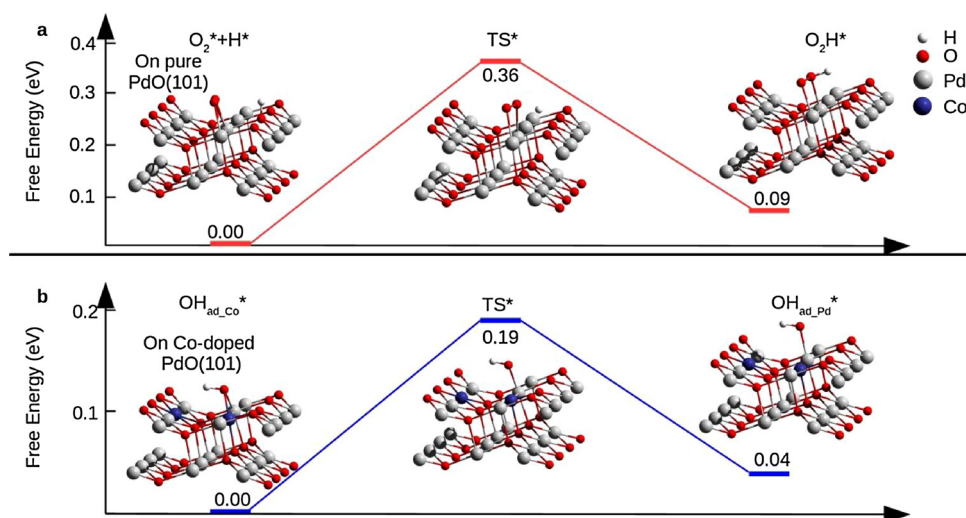 a
O2*+H*
TS*
O2H*
On pure
PdO(101)
H
O
Pd
Co
Free Energy (eV)
0.4
0.3
0.2
0.1
0.00
0.36
0.09
b
OHad_Co*
TS*
OHad_Pd*
On Co-doped
PdO(101)
Free Energy (eV)
0.2
0.1
0.00
0.19
0.04